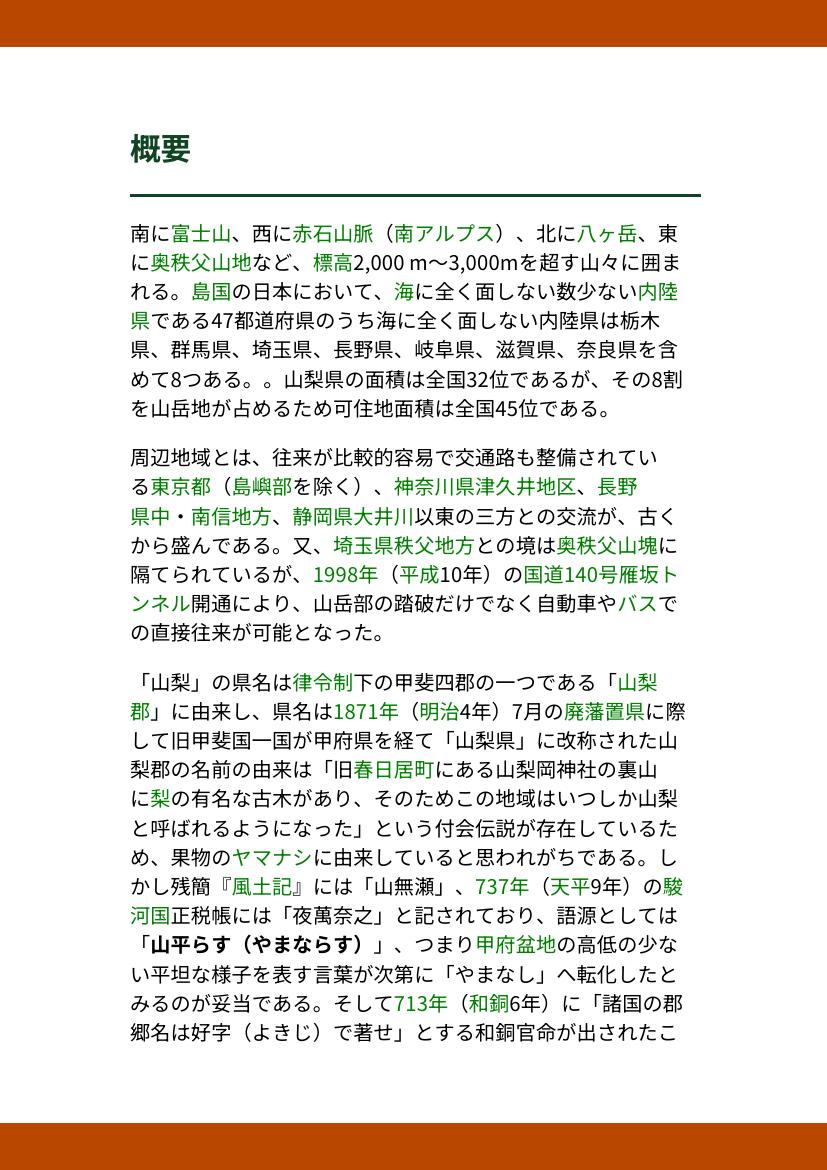 概要
南に富士山、西に赤石山脈（南アルプス）、北に八ヶ岳、東
に奥秩父山地など、標高2,000 m〜3,000mを超す山々に囲ま
れる。島国の日本において、海に全く面しない数少ない内陸
県である47都道府県のうち海に全く面しない内陸県は栃木
県、群馬県、埼玉県、長野県、岐阜県、滋賀県、奈良県を含
めて8つある。。山梨県の面積は全国32位であるが、その8割
を山岳地が占めるため可住地面積は全国45位である。
周辺地域とは、往来が比較的容易で交通路も整備されてい
る東京都（島嶼部を除く）、神奈川県津久井地区、長野
県中・南信地方、静岡県大井川以東の三方との交流が、古く
から盛んである。又、埼玉県秩父地方との境は奥秩父山塊に
隔てられているが、1998年（平成10年）の国道140号雁坂ト
ンネル開通により、山岳部の踏破だけでなく自動車やバスで
の直接往来が可能となった。
「山梨」の県名は律令制下の甲斐四郡の一つである「山梨
郡」に由来し、県名は1871年（明治4年）7月の廃藩置県に際
して旧甲斐国一国が甲府県を経て「山梨県」に改称された山
梨郡の名前の由来は「旧春日居町にある山梨岡神社の裏山
に梨の有名な古木があり、そのためこの地域はいつしか山梨
と呼ばれるようになった」という付会伝説が存在しているた
め、果物のヤマナシに由来していると思われがちである。し
かし残簡『風土記』には「山無瀬」、737年（天平9年）の駿
河国正税帳には「夜萬奈之」と記されており、語源としては
「山平らす（やまならす）」、つまり甲府盆地の高低の少な
い平坦な様子を表す言葉が次第に「やまなし」へ転化したと
みるのが妥当である。そして713年（和銅6年）に「諸国の郡
郷名は好字（よきじ）で著せ」とする和銅官命が出されたこ